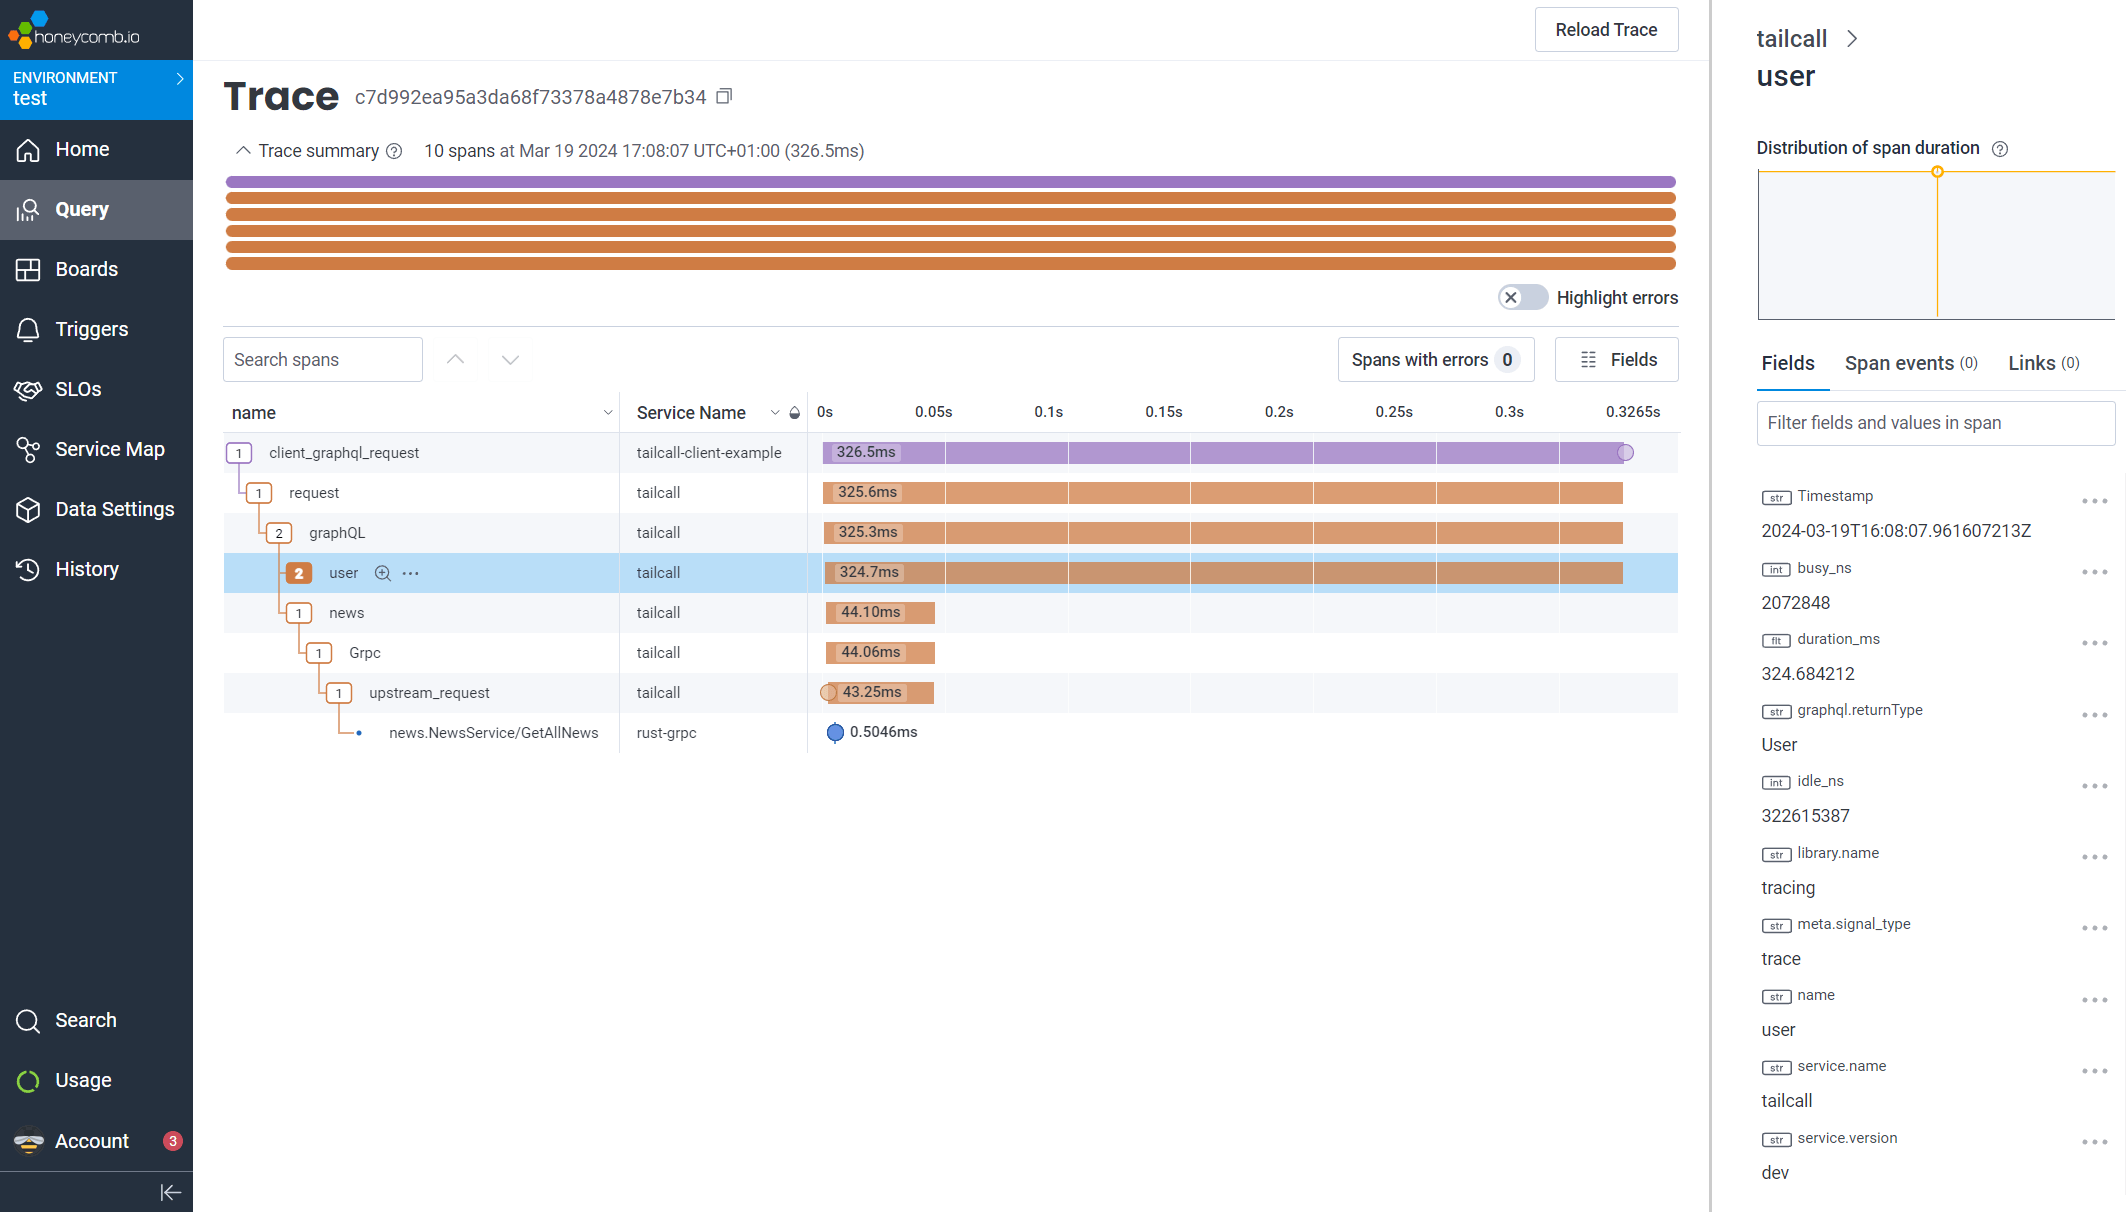 honeycomb.io
ENVIRONMENT
test
Home
Query
Boards
Triggers
SLOs
Service Map
Data Settings
History
Search
Usage
Account 3
Reload Trace
Trace c7d992ea95a3da68f73378a4878e7b34
Trace summary 10 spans at Mar 19 2024 17:08:07 UTC+01:00 (326.5ms)
Highlight errors
Search spans
Spans with errors 0 Fields
name Service Name 0s 0.05s 0.1s 0.15s 0.2s 0.25s 0.3s 0.3265s
1 client_graphql_request tailcall-client-example 326.5ms
1 request tailcall 325.6ms
2 graphQL tailcall 325.3ms
2 user tailcall 324.7ms
1 news tailcall 44.10ms
1 Grpc tailcall 44.06ms
1 upstream_request tailcall 43.25ms
news.NewsService/GetAllNews rust-grpc 0.5046ms
tailcall
user
Distribution of span duration
Fields Span events (0) Links (0)
Filter fields and values in span
str Timestamp
2024-03-19T16:08:07.961607213Z
int busy_ns
2072848
flt duration_ms
324.684212
str graphql.returnType
User
int idle_ns
322615387
str library.name
tracing
str meta.signal_type
trace
str name
user
str service.name
tailcall
str service.version
dev